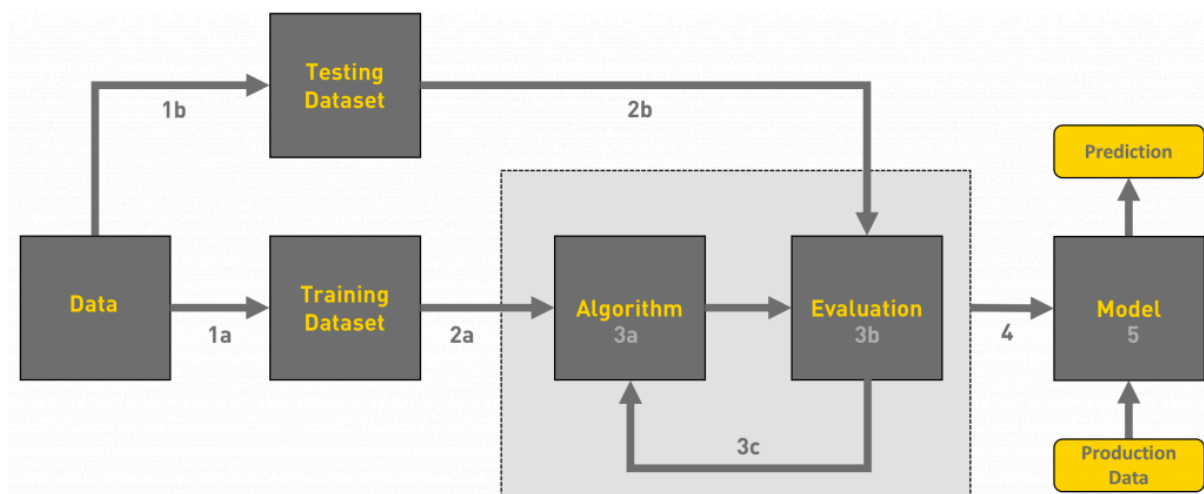 Testing
Dataset
1b
2b
Prediction
Data
1a
Training
Dataset
2a
Algorithm
3a
Evaluation
3b
4
Model
5
3c
Production
Data